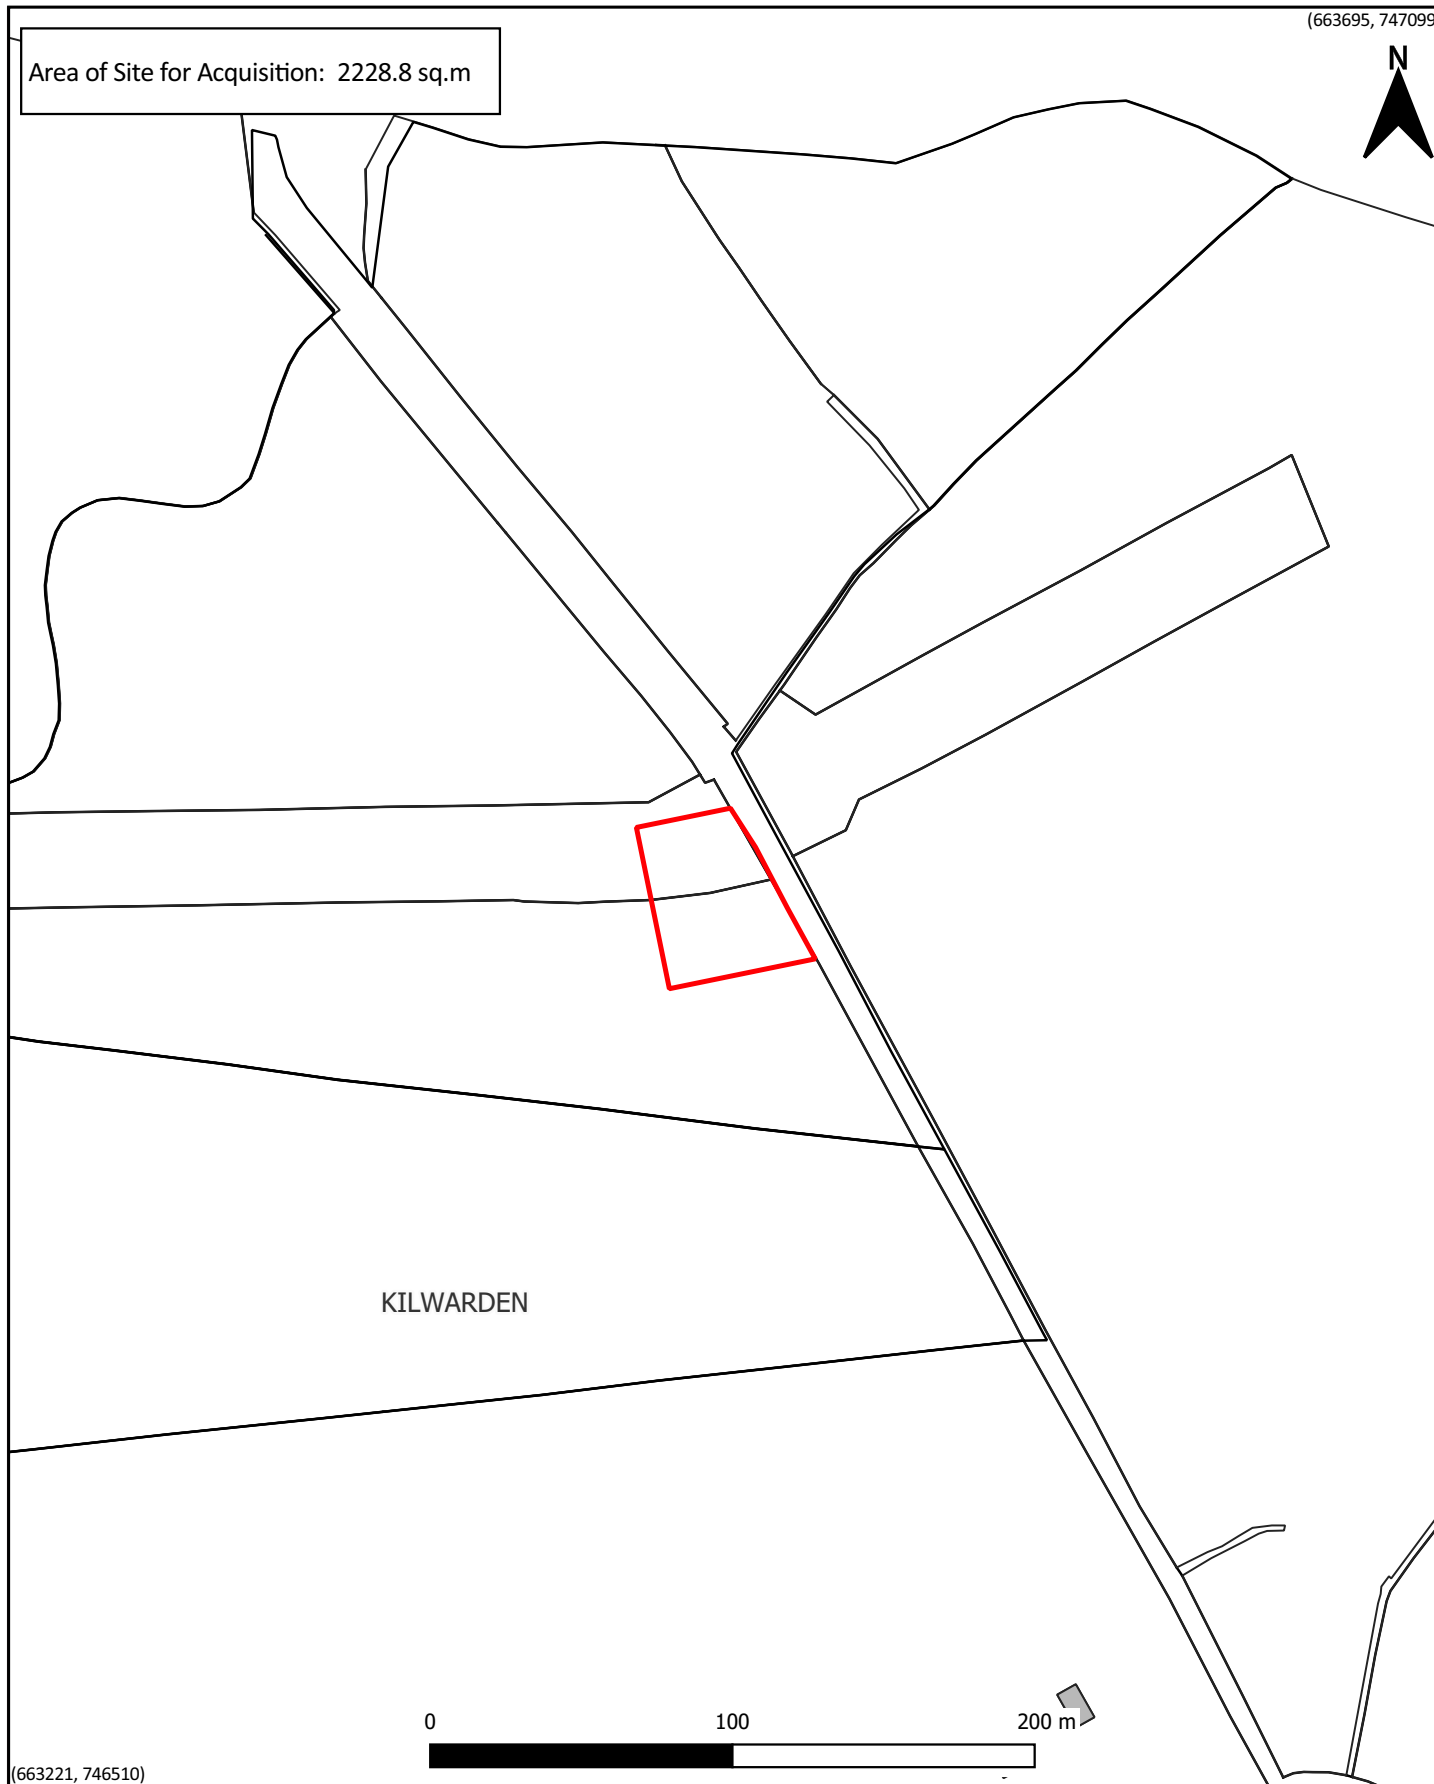 (663695, 747099
Area of Site for Acquisition: 2228.8 sq.m
N
KILWARDEN
0 100 200 m
(663221, 746510)